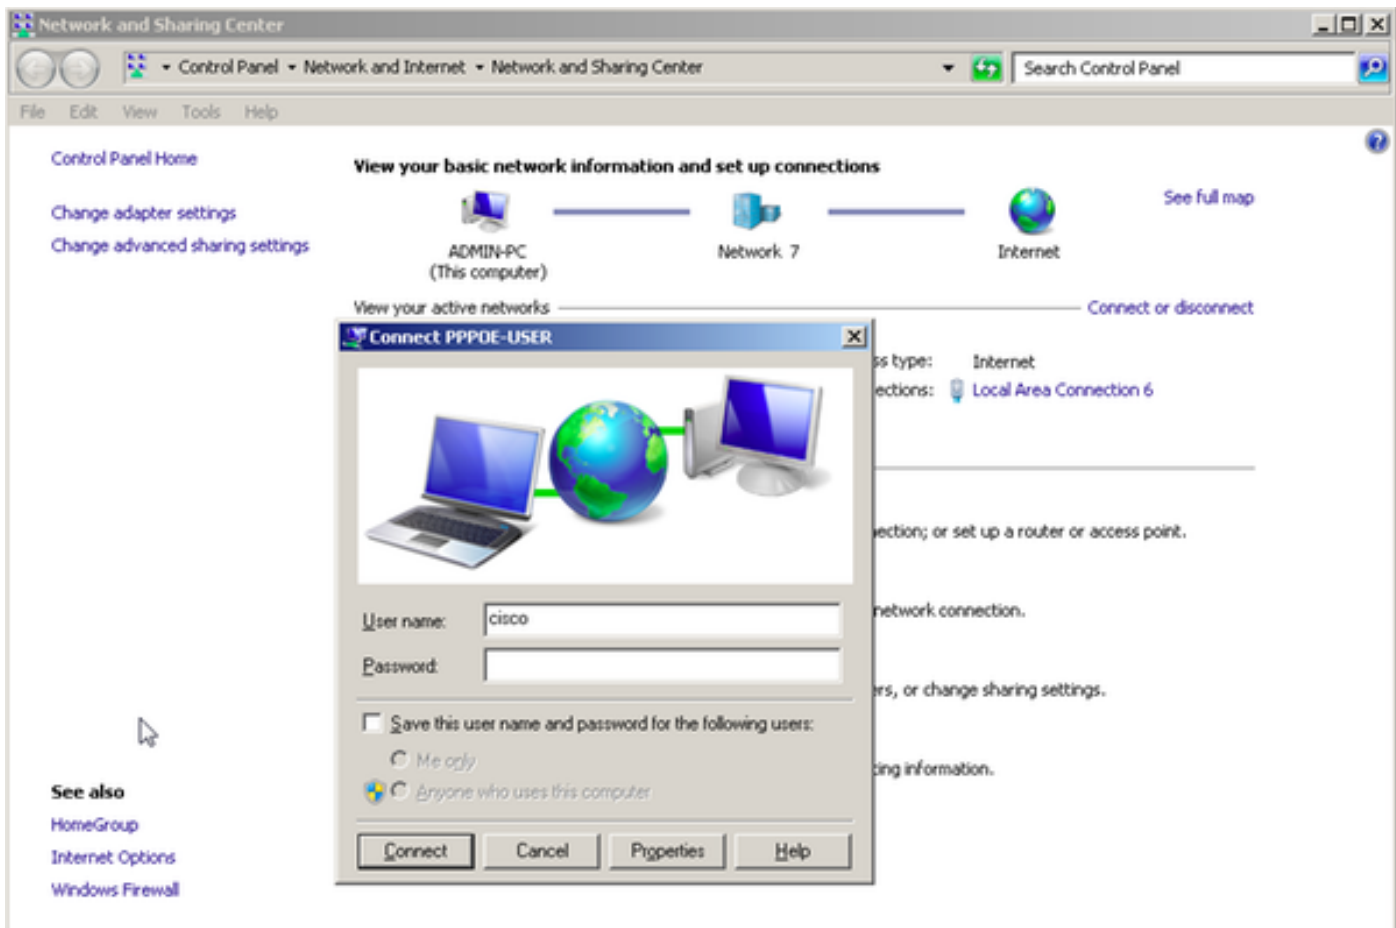 Network and Sharing Center
Control Panel Network and Internet Network and Sharing Center Search Control Panel
File Edit View Tools Help
Control Panel Home
Change adapter settings
Change advanced sharing settings
View your basic network information and set up connections
See full map
ADMIN-PC
(This computer)
Network 7
Internet
View your active networks
Connect or disconnect
ss type: Internet
ections: Local Area Connection 6
ection; or set up a router or access point.
network connection.
ers, or change sharing settings.
ting information.
Connect PPPOE-USER
User name: cisco
Password:
Save this user name and password for the following users:
Me only
Anyone who uses this computer
Connect Cancel Properties Help
See also
HomeGroup
Internet Options
Windows Firewall